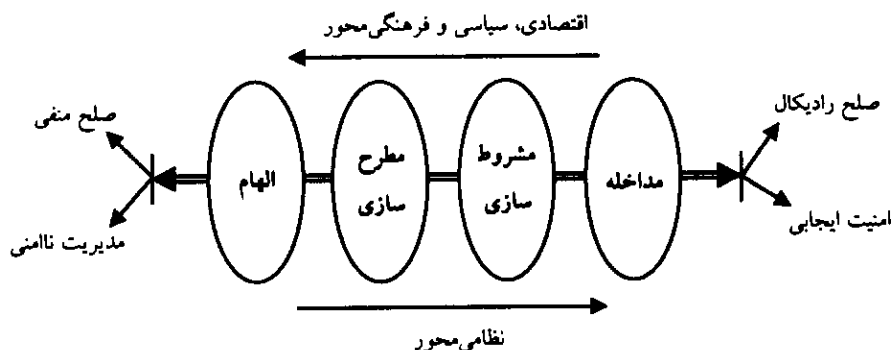 اقتصادی، سیاسی و فرهنگی‌محور
صلح رادیکال
امنیت ایجابی
مداخله
مشروط
سازی
مطرح
سازی
الهام
صلح منفی
مدیریت ناامنی
نظامی‌محور